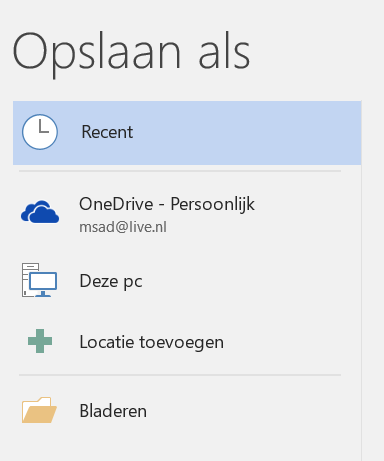 Opslaan als
Recent
OneDrive - Persoonlijk
msad@live.nl
Deze pc
Locatie toevoegen
Bladeren